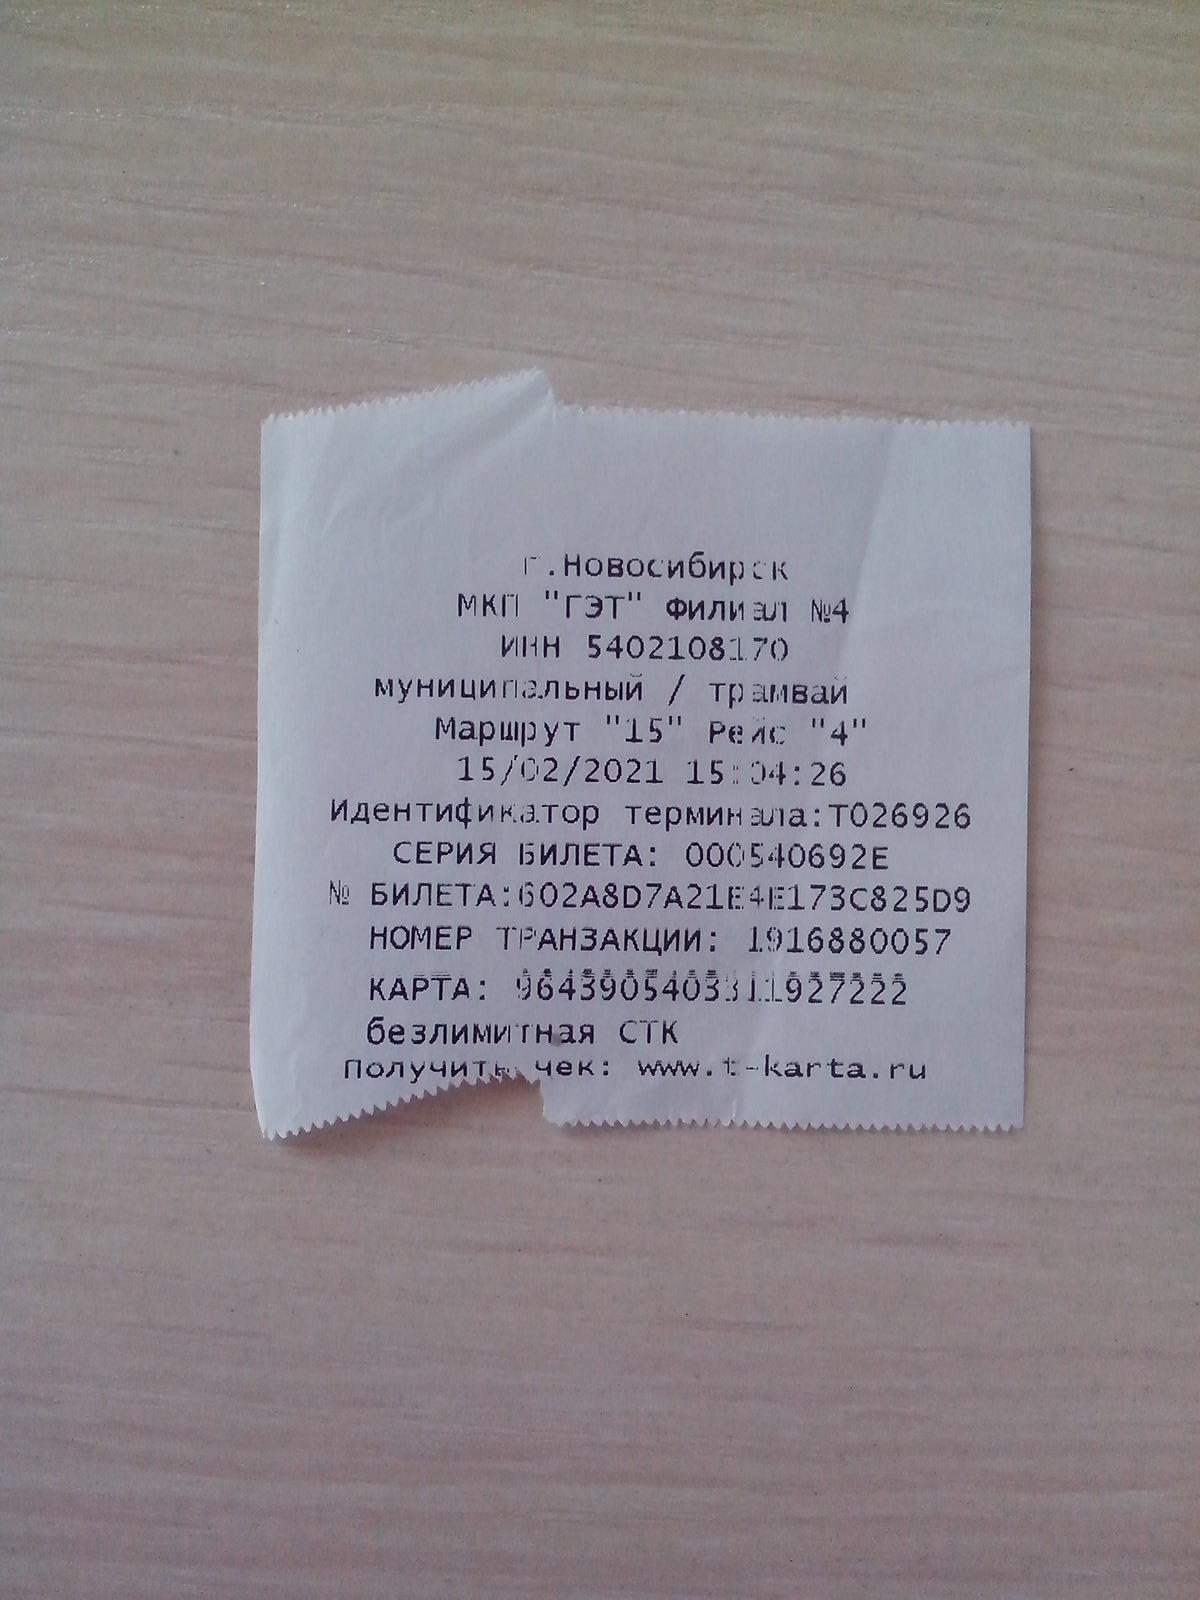 г.Новосибирск
МКП "ГЭТ" Филиал №4
ИНН 5402108170
муниципальный / трамвай
Маршрут "15" Рейс "4"
15/02/2021 15:04:26
Идентификатор терминала:T026926
СЕРИЯ БИЛЕТА: 000540692E
№ БИЛЕТА:602A8D7A21E4E173C825D9
НОМЕР ТРАНЗАКЦИИ: 1916880057
КАРТА: 9643905403311927222
безлимитная СТК
Получить чек: www.t-karta.ru